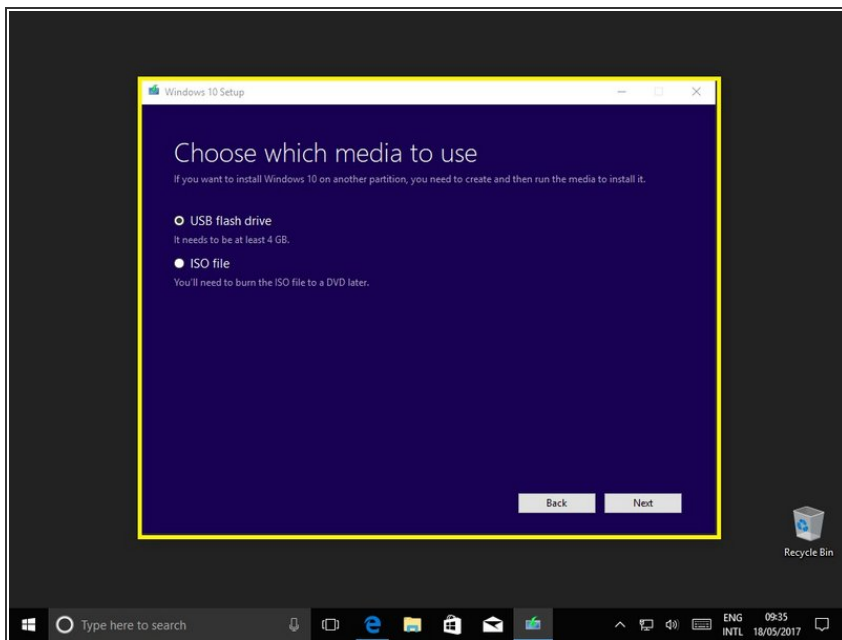 Windows 10 Setup
Choose which media to use
If you want to install Windows 10 on another partition, you need to create and then run the media to install it.
USB flash drive
It needs to be at least 4 GB.
ISO file
You'll need to burn the ISO file to a DVD later.
Back Next
Recycle Bin
Type here to search
ENG 09:35
INTL 18/05/2017